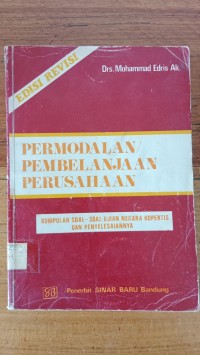 EDISI REVISI
Drs. Mohammad Edris Ak.
PERMODALAN
PEMBELANJAAN
PERUSAHAAN
KUMPULAN SOAL - SOAL UJIAN NEGARA KOPERTIS
DAN PENYELESAIANNYA
SB
Penerbit SINAR BARU Bandung